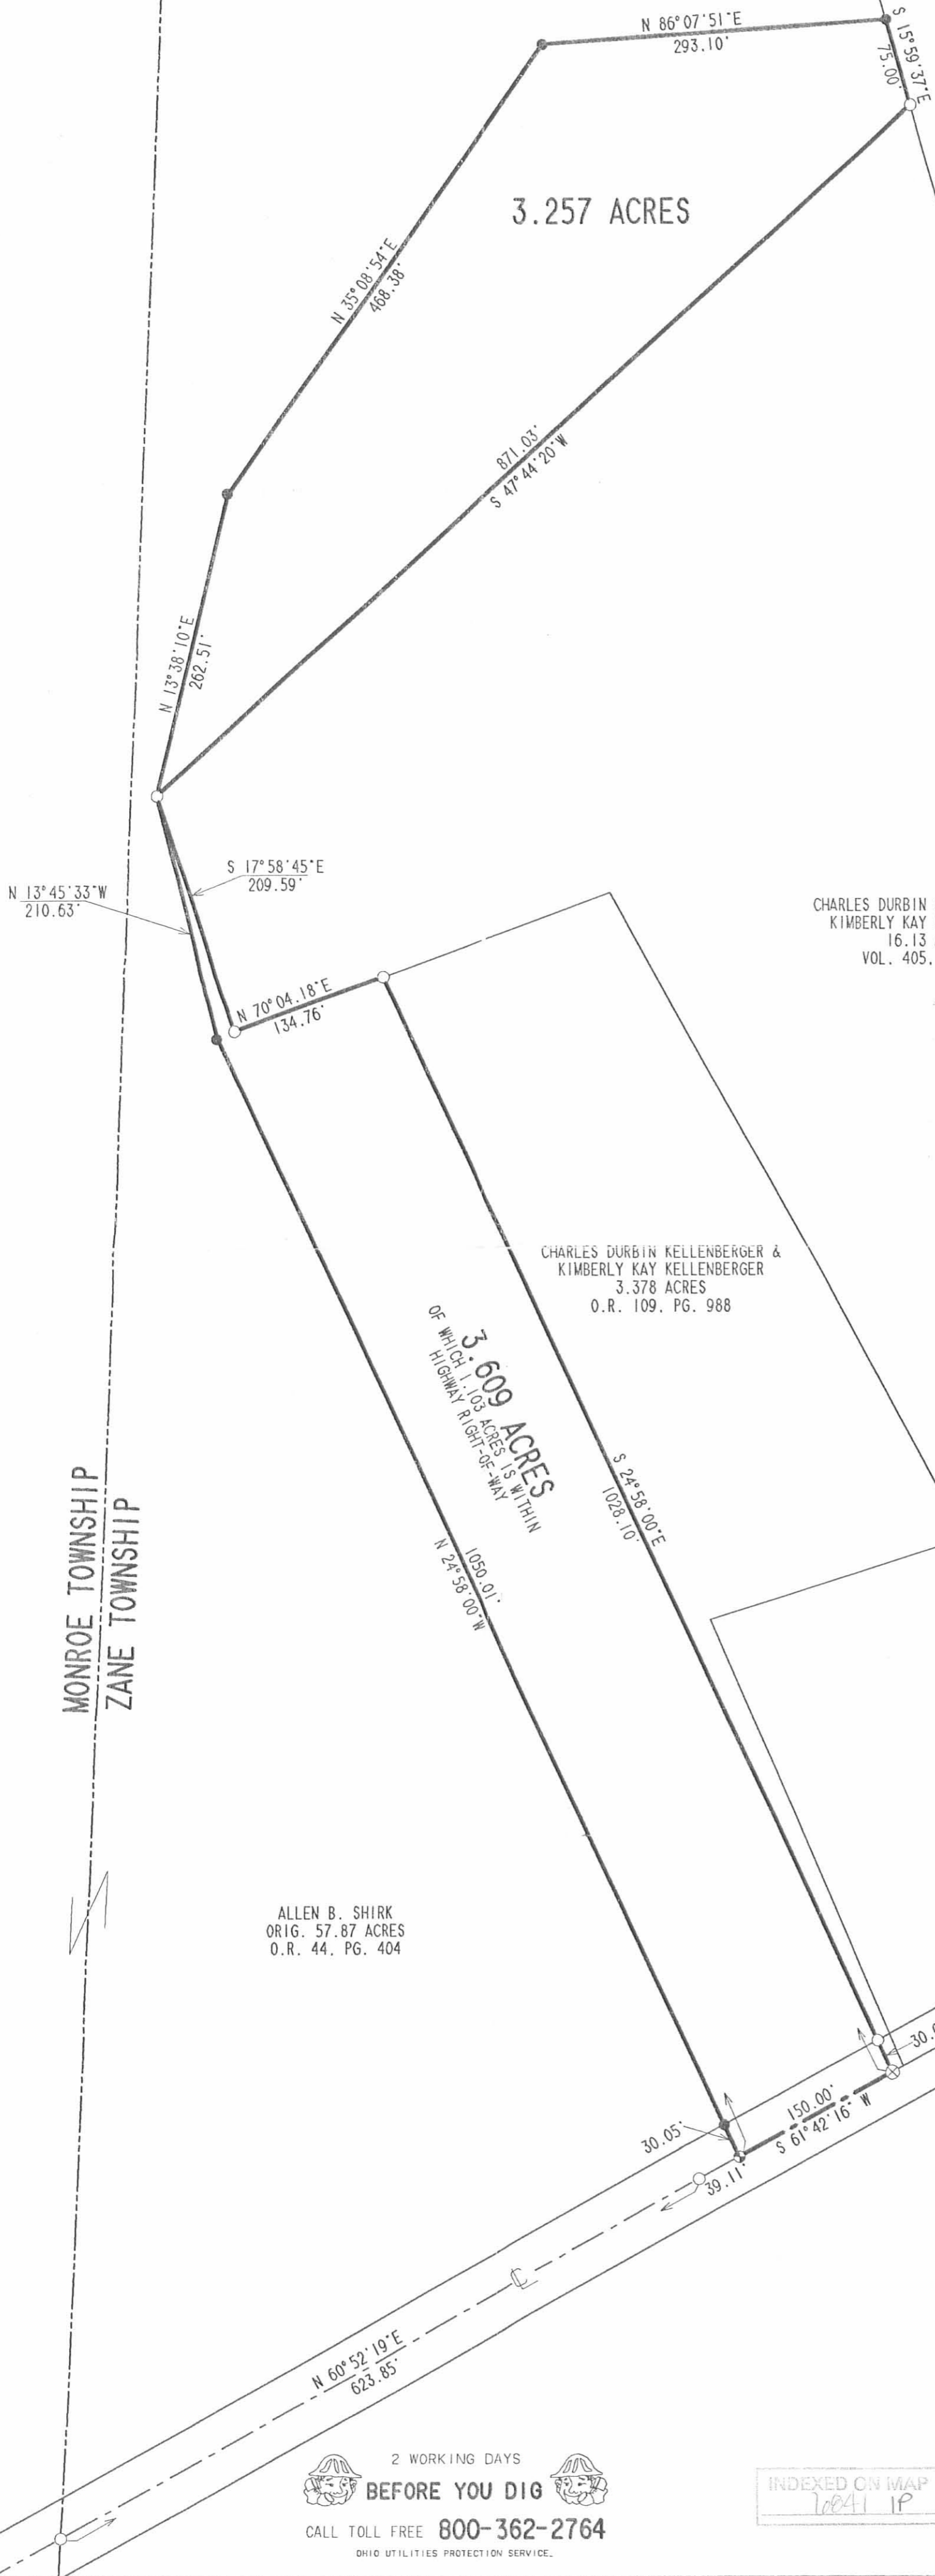 N 86°07'51"E
293.10'
S 15°59'37"E
75.00'
3.257 ACRES
N 35°08'54"E
468.38'
871.03'
S 47°44'20"W
N 13°38'10"E
262.51'
S 17°58'45"E
209.59'
N 13°45'33"W
210.63'
CHARLES DURBIN
KIMBERLY KAY
16.13
VOL. 405,
N 70°04.18"E
134.76'
CHARLES DURBIN KELLENBERGER &
KIMBERLY KAY KELLENBERGER
3.378 ACRES
O.R. 109, PG. 988
3.609 ACRES
OF WHICH 1.103 ACRES IS WITHIN
HIGHWAY RIGHT-OF-WAY
S 24°58'00"E
1028.10'
1050.01'
N 24°58'00"W
MONROE TOWNSHIP
ZANE TOWNSHIP
ALLEN B. SHIRK
ORIG. 57.87 ACRES
O.R. 44, PG. 404
30.
150.00'
S 61°42'16" W
30.05'
39.11'
N 60°52'19"E
623.85'
2 WORKING DAYS
BEFORE YOU DIG
CALL TOLL FREE 800-362-2764
OHIO UTILITIES PROTECTION SERVICE.
INDEXED ON MAP
IP